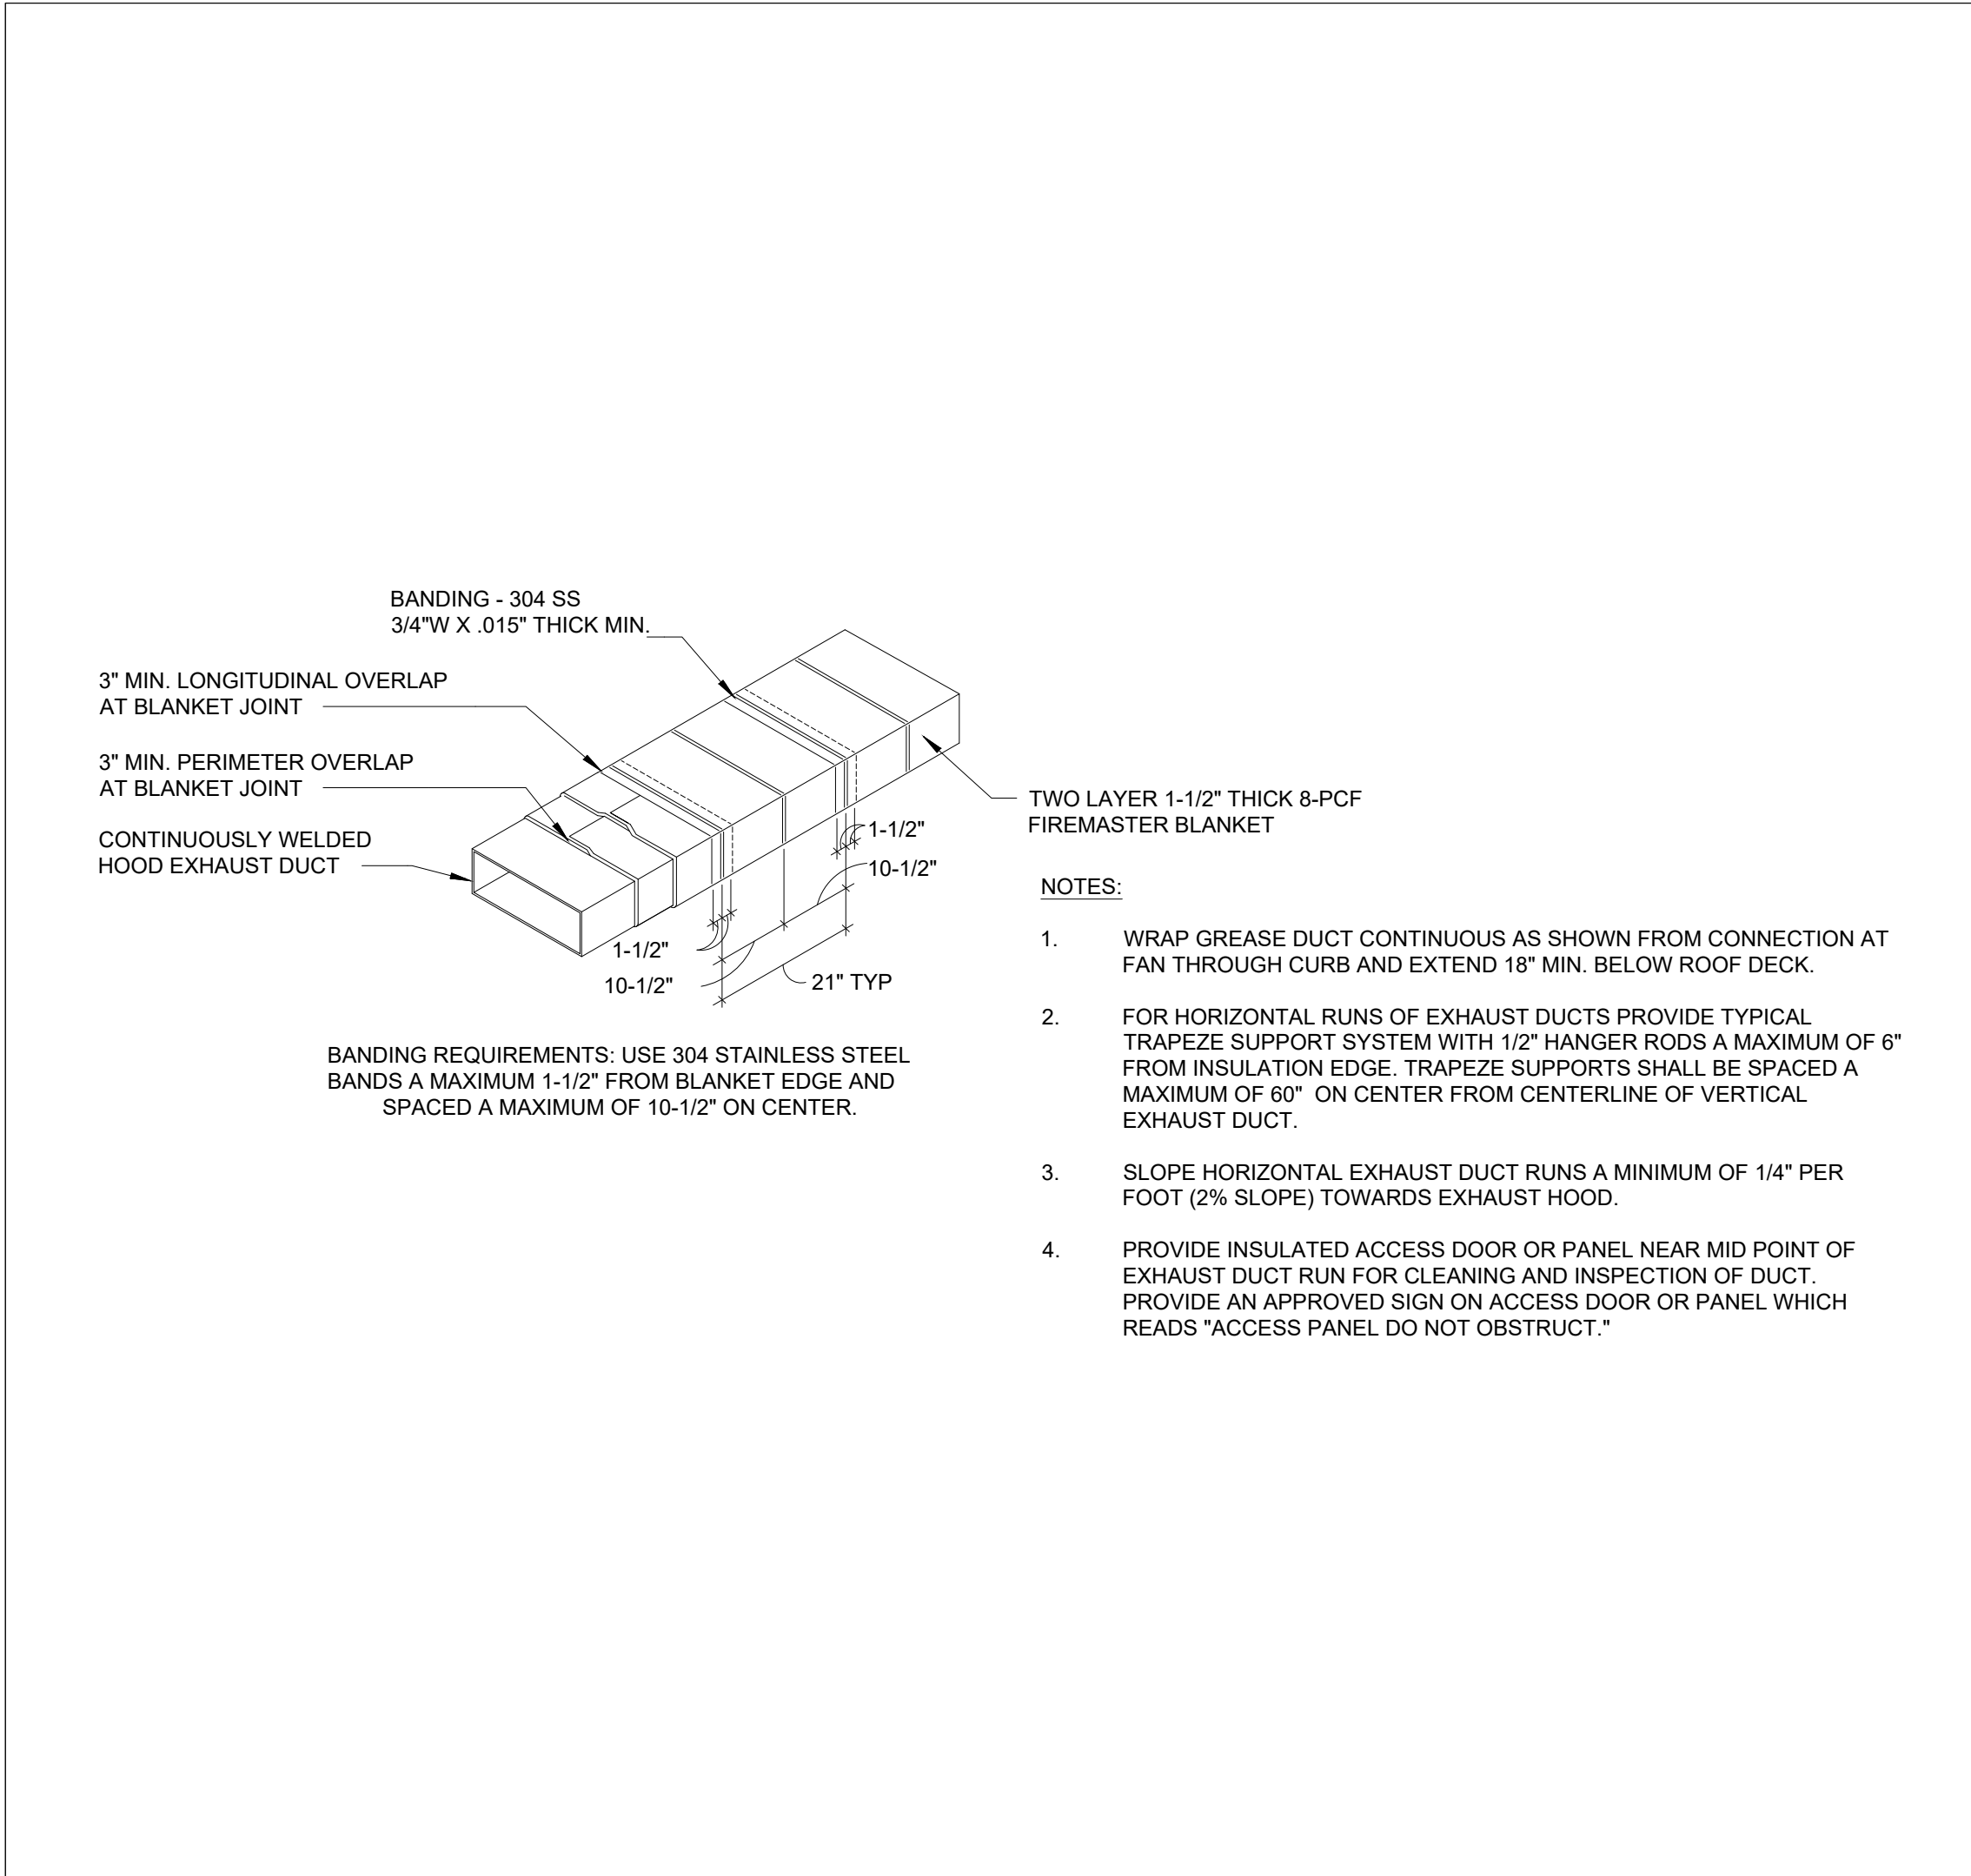 BANDING - 304 SS
3/4"W X .015" THICK MIN.
3" MIN. LONGITUDINAL OVERLAP
AT BLANKET JOINT
3" MIN. PERIMETER OVERLAP
AT BLANKET JOINT
CONTINUOUSLY WELDED
HOOD EXHAUST DUCT
TWO LAYER 1-1/2" THICK 8-PCF
FIREMASTER BLANKET
1-1/2"
10-1/2"
1-1/2"
10-1/2"
21" TYP
BANDING REQUIREMENTS: USE 304 STAINLESS STEEL
BANDS A MAXIMUM 1-1/2" FROM BLANKET EDGE AND
SPACED A MAXIMUM OF 10-1/2" ON CENTER.
NOTES:
1. WRAP GREASE DUCT CONTINUOUS AS SHOWN FROM CONNECTION AT
FAN THROUGH CURB AND EXTEND 18" MIN. BELOW ROOF DECK.
2. FOR HORIZONTAL RUNS OF EXHAUST DUCTS PROVIDE TYPICAL
TRAPEZE SUPPORT SYSTEM WITH 1/2" HANGER RODS A MAXIMUM OF 6"
FROM INSULATION EDGE. TRAPEZE SUPPORTS SHALL BE SPACED A
MAXIMUM OF 60" ON CENTER FROM CENTERLINE OF VERTICAL
EXHAUST DUCT.
3. SLOPE HORIZONTAL EXHAUST DUCT RUNS A MINIMUM OF 1/4" PER
FOOT (2% SLOPE) TOWARDS EXHAUST HOOD.
4. PROVIDE INSULATED ACCESS DOOR OR PANEL NEAR MID POINT OF
EXHAUST DUCT RUN FOR CLEANING AND INSPECTION OF DUCT.
PROVIDE AN APPROVED SIGN ON ACCESS DOOR OR PANEL WHICH
READS "ACCESS PANEL DO NOT OBSTRUCT."